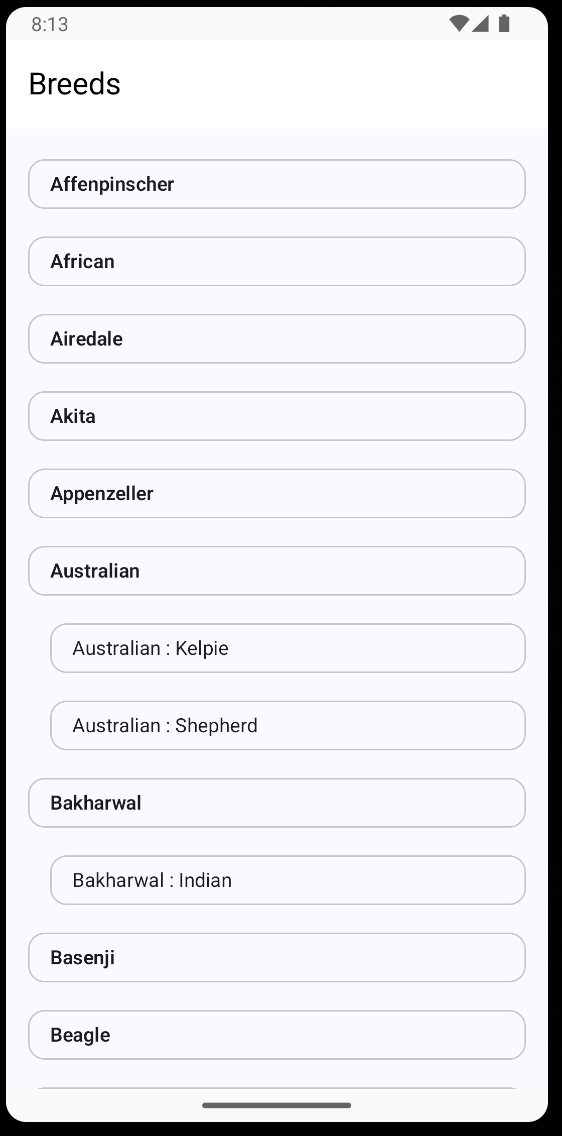 8:13
Breeds
Affenpinscher
African
Airedale
Akita
Appenzeller
Australian
Australian : Kelpie
Australian : Shepherd
Bakharwal
Bakharwal : Indian
Basenji
Beagle